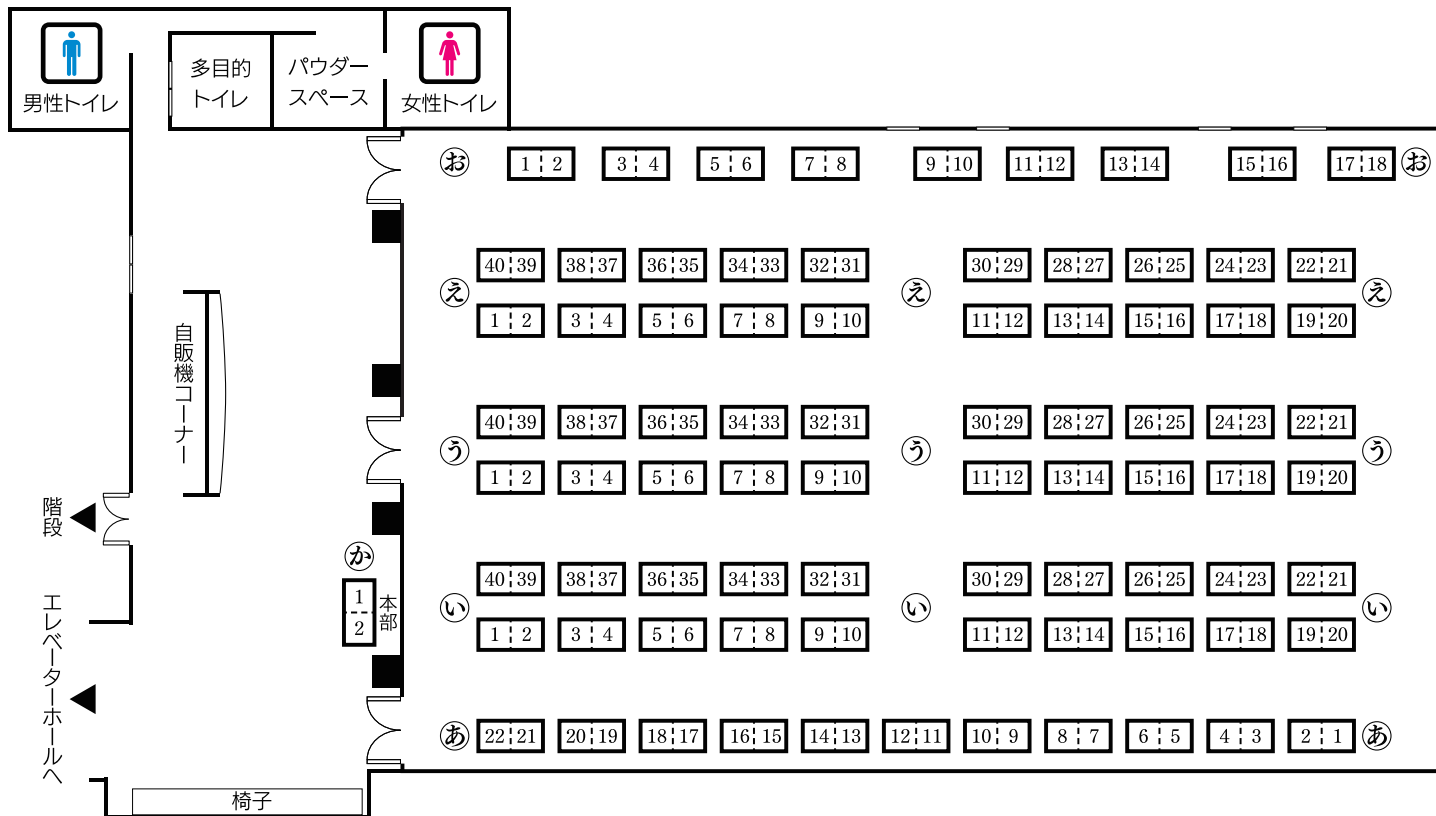 男性トイレ
多目的
トイレ
パウダー
スペース
女性トイレ
お 1 2 3 4 5 6 7 8 9 10 11 12 13 14 15 16 17 18 お
40 39 38 37 36 35 34 33 32 31 30 29 28 27 26 25 24 23 22 21
え え え
1 2 3 4 5 6 7 8 9 10 11 12 13 14 15 16 17 18 19 20
自販機コーナー
40 39 38 37 36 35 34 33 32 31 30 29 28 27 26 25 24 23 22 21
う う う
1 2 3 4 5 6 7 8 9 10 11 12 13 14 15 16 17 18 19 20
階段
か
1
2
本部
40 39 38 37 36 35 34 33 32 31 30 29 28 27 26 25 24 23 22 21
い い い
1 2 3 4 5 6 7 8 9 10 11 12 13 14 15 16 17 18 19 20
エレベーターホールへ
あ 22 21 20 19 18 17 16 15 14 13 12 11 10 9 8 7 6 5 4 3 2 1 あ
椅子